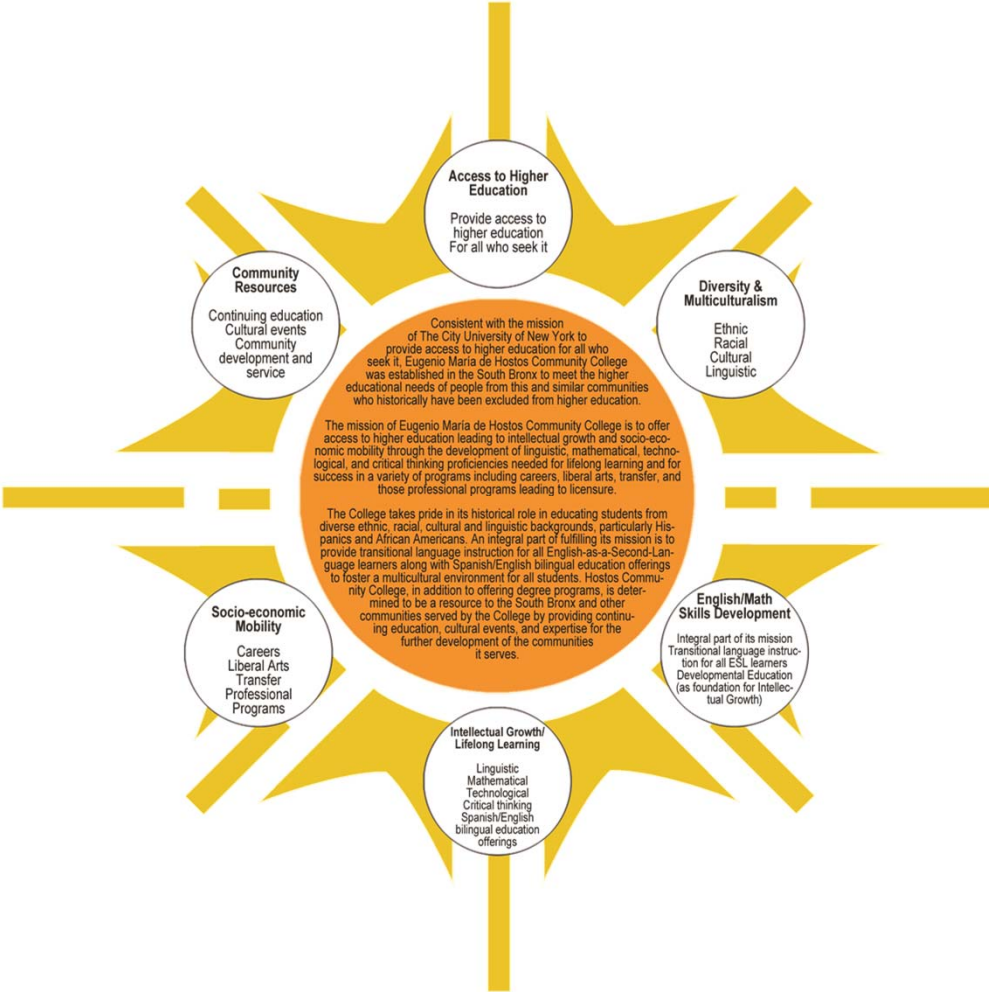 Access to Higher
Education
Provide access to
higher education
For all who seek it
Diversity &
Multiculturalism
Ethnic
Racial
Cultural
Linguistic
English/Math
Skills Development
Integral part of its mission
Transitional language instruc-
tion for all ESL learners
Developmental Education
(as foundation for Intellec-
tual Growth)
Intellectual Growth/
Lifelong Learning
Linguistic
Mathematical
Technological
Critical thinking
Spanish/English
bilingual education
offerings
Socio-economic
Mobility
Careers
Liberal Arts
Transfer
Professional
Programs
Community
Resources
Continuing education
Cultural events
Community
development and
service
Consistent with the mission
of The City University of New York to
provide access to higher education for all who
seek it, Eugenio María de Hostos Community College
was established in the South Bronx to meet the higher
educational needs of people from this and similar communities
who historically have been excluded from higher education.
The mission of Eugenio María de Hostos Community College is to offer
access to higher education leading to intellectual growth and socio-eco-
nomic mobility through the development of linguistic, mathematical, techno-
logical, and critical thinking proficiencies needed for lifelong learning and for
success in a variety of programs including careers, liberal arts, transfer, and
those professional programs leading to licensure.
The College takes pride in its historical role in educating students from
diverse ethnic, racial, cultural and linguistic backgrounds, particularly His-
panics and African Americans. An integral part of fulfilling its mission is to
provide transitional language instruction for all English-as-a-Second-Lan-
guage learners along with Spanish/English bilingual education offerings
to foster a multicultural environment for all students. Hostos Commu-
nity College, in addition to offering degree programs, is deter-
mined to be a resource to the South Bronx and other
communities served by the College by providing continu-
ing education, cultural events, and expertise for the
further development of the communities
it serves.